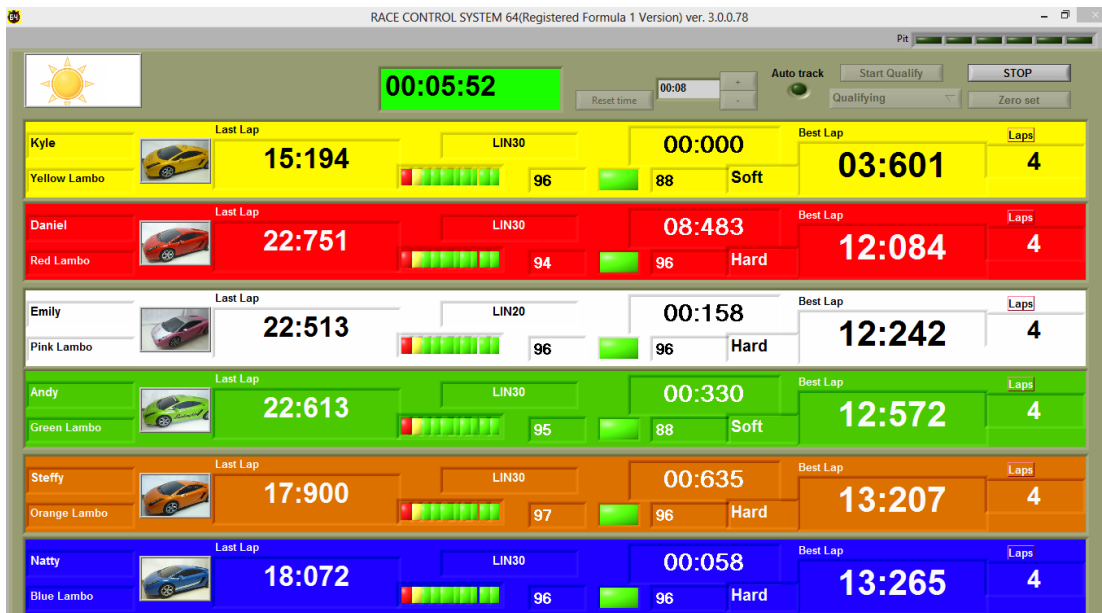 64
RACE CONTROL SYSTEM 64(Registered Formula 1 Version) ver. 3.0.0.78
Pit
00:05:52
Reset time
00:08
+
-
Auto track
Start Qualify
STOP
Qualifying
Zero set
Kyle
Last Lap
15:194
LIN30
00:000
Best Lap
03:601
Laps
4
Yellow Lambo
96
88
Soft
Daniel
Last Lap
22:751
LIN30
08:483
Best Lap
12:084
Laps
4
Red Lambo
94
96
Hard
Emily
Last Lap
22:513
LIN20
00:158
Best Lap
12:242
Laps
4
Pink Lambo
96
96
Hard
Andy
Last Lap
22:613
LIN30
00:330
Best Lap
12:572
Laps
4
Green Lambo
95
88
Soft
Steffy
Last Lap
17:900
LIN30
00:635
Best Lap
13:207
Laps
4
Orange Lambo
97
96
Hard
Natty
Last Lap
18:072
LIN30
00:058
Best Lap
13:265
Laps
4
Blue Lambo
96
96
Hard